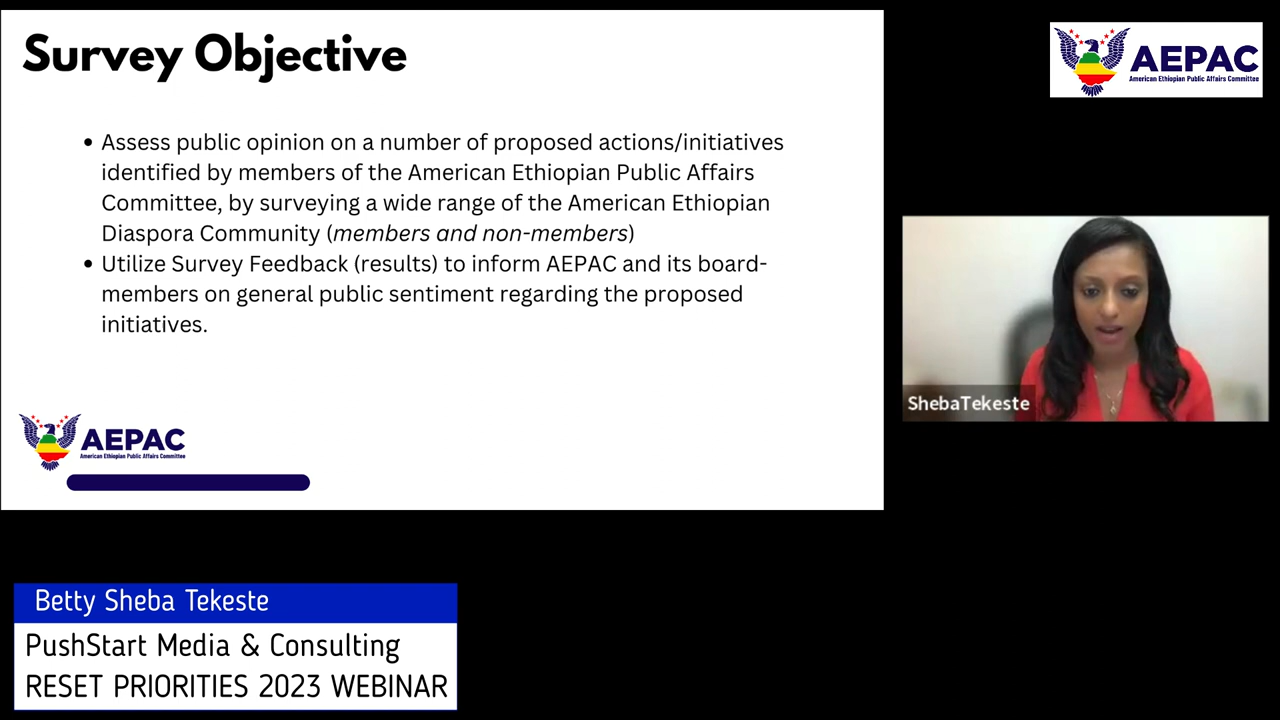 Survey Objective
AEPAC
American Ethiopian Public Affairs Committee
• Assess public opinion on a number of proposed actions/initiatives
identified by members of the American Ethiopian Public Affairs
Committee, by surveying a wide range of the American Ethiopian
Diaspora Community (members and non-members)
• Utilize Survey Feedback (results) to inform AEPAC and its board-
members on general public sentiment regarding the proposed
initiatives.
ShebaTekeste
AEPAC
American Ethiopian Public Affairs Committee
Betty Sheba Tekeste
PushStart Media & Consulting
RESET PRIORITIES 2023 WEBINAR